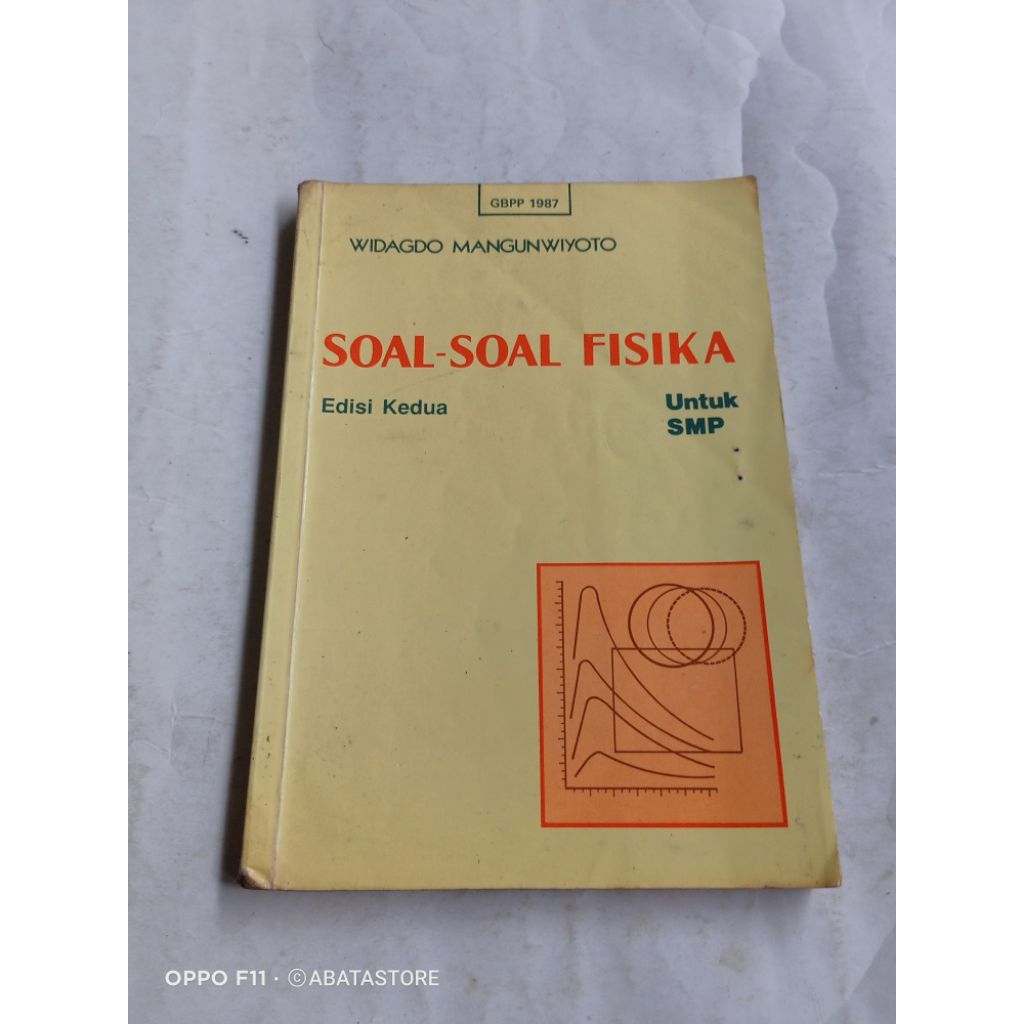 GBPP 1987
WIDAGDO MANGUNWIYOTO
SOAL-SOAL FISIKA
Edisi Kedua
Untuk
SMP
OPPO F11 · ©ABATASTORE